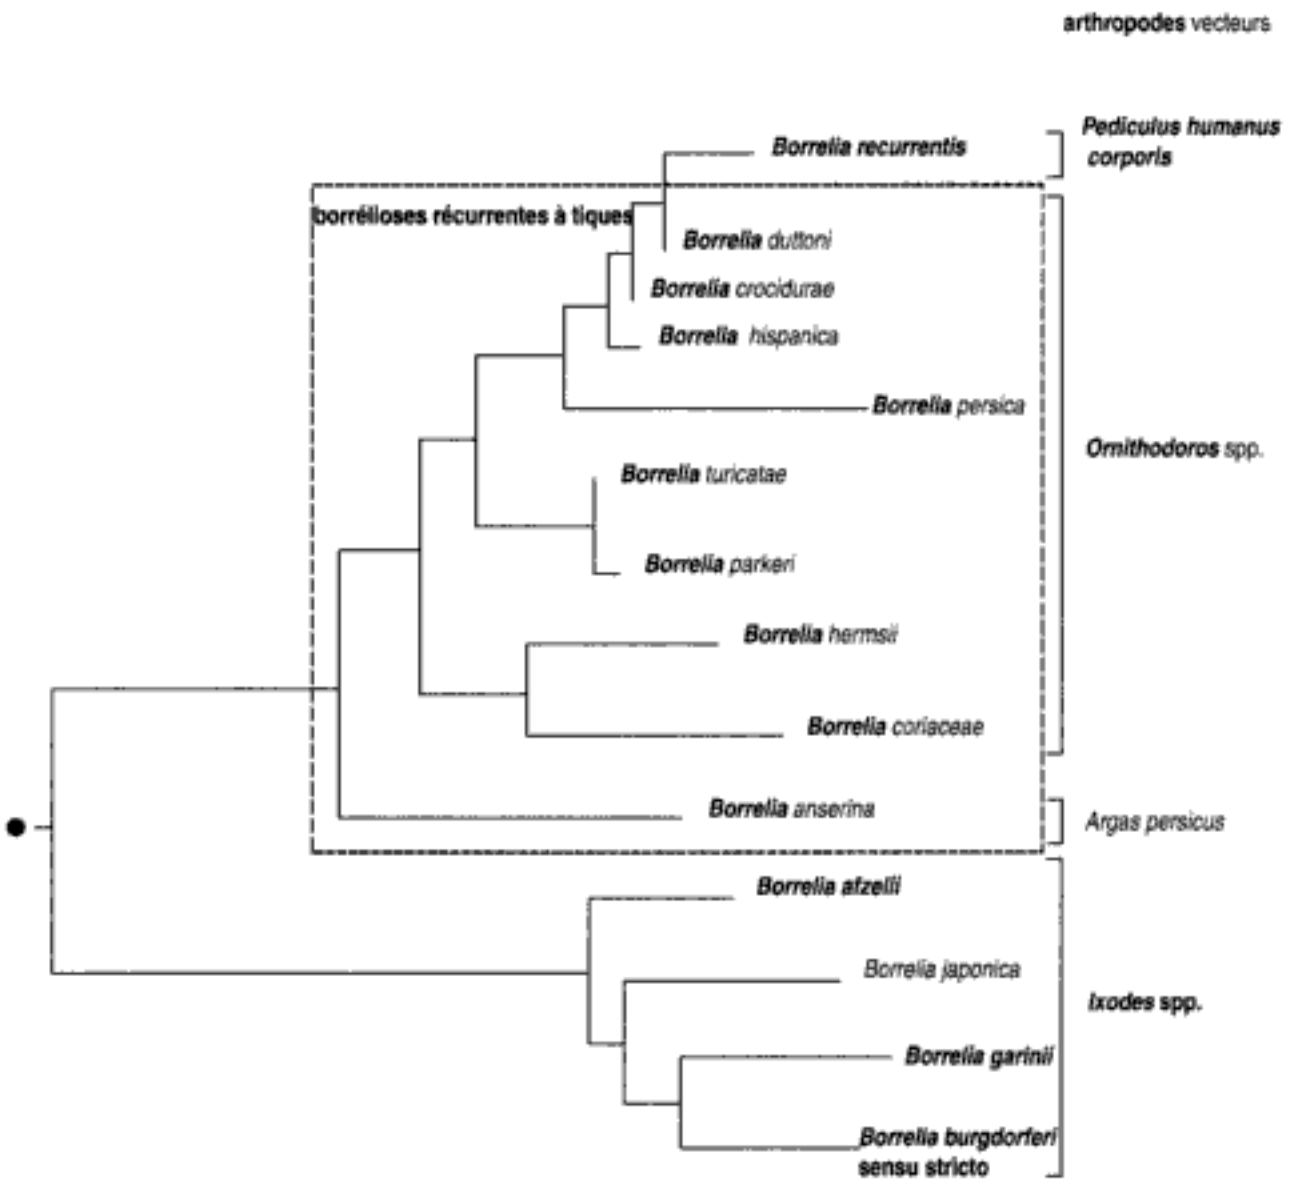 arthropodes vecteurs
Borrelia recurrentis
Pediculus humanus
corporis
borrélioses récurrentes à tiques
Borrelia duttoni
Borrelia crocidurae
Borrelia hispanica
Borrelia persica
Ornithodoros spp.
Borrelia turicatae
Borrelia parkeri
Borrelia hermsii
Borrelia coriaceae
Borrelia anserina
Argas persicus
Borrelia afzelii
Borrelia japonica
Ixodes spp.
Borrelia garinii
Borrelia burgdorferi
sensu stricto